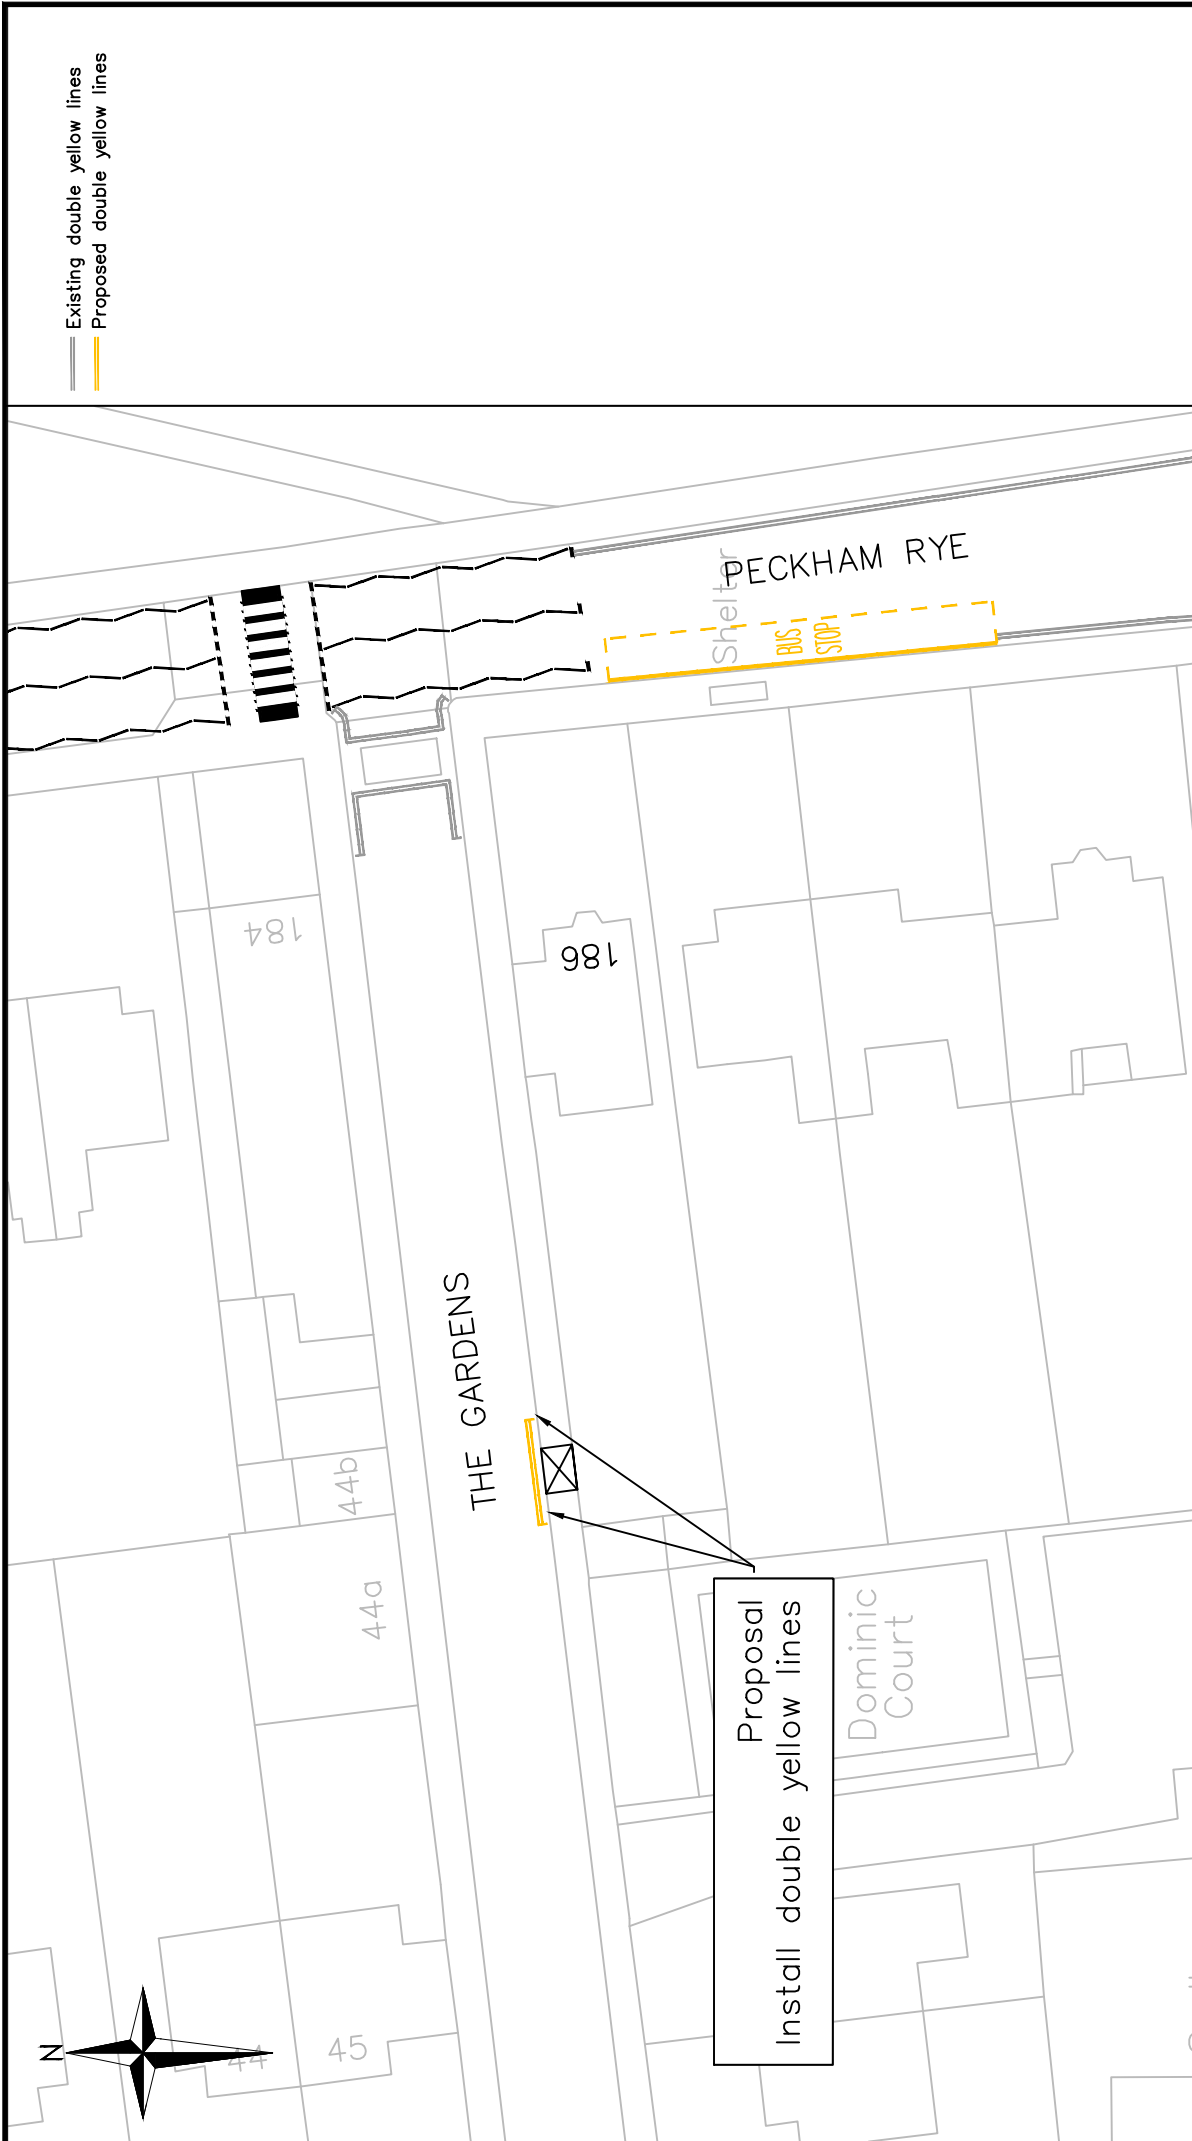 Existing double yellow lines
Proposed double yellow lines
PECKHAM RYE
Shelter
BUS
STOP
184
186
THE GARDENS
44b
44a
Proposal
Install double yellow lines
Dominic
Court
N
44
45